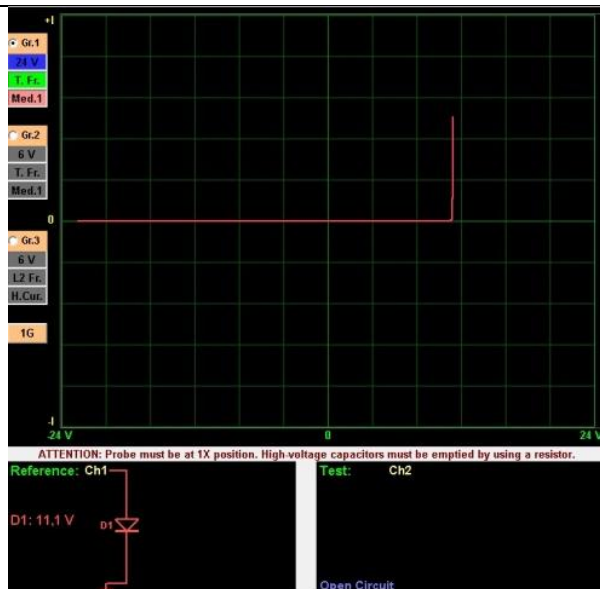 +I
Gr.1
24 V
T. Fr.
Med.1
Gr.2
6 V
T. Fr.
Med.1
0
Gr.3
6 V
L2 Fr.
H.Cur.
1G
-I
-24 V 0 24 V
ATTENTION: Probe must be at 1X position. High-voltage capacitors must be emptied by using a resistor.
Reference: Ch1
D1: 11,1 V
D1
Test: Ch2
Open Circuit